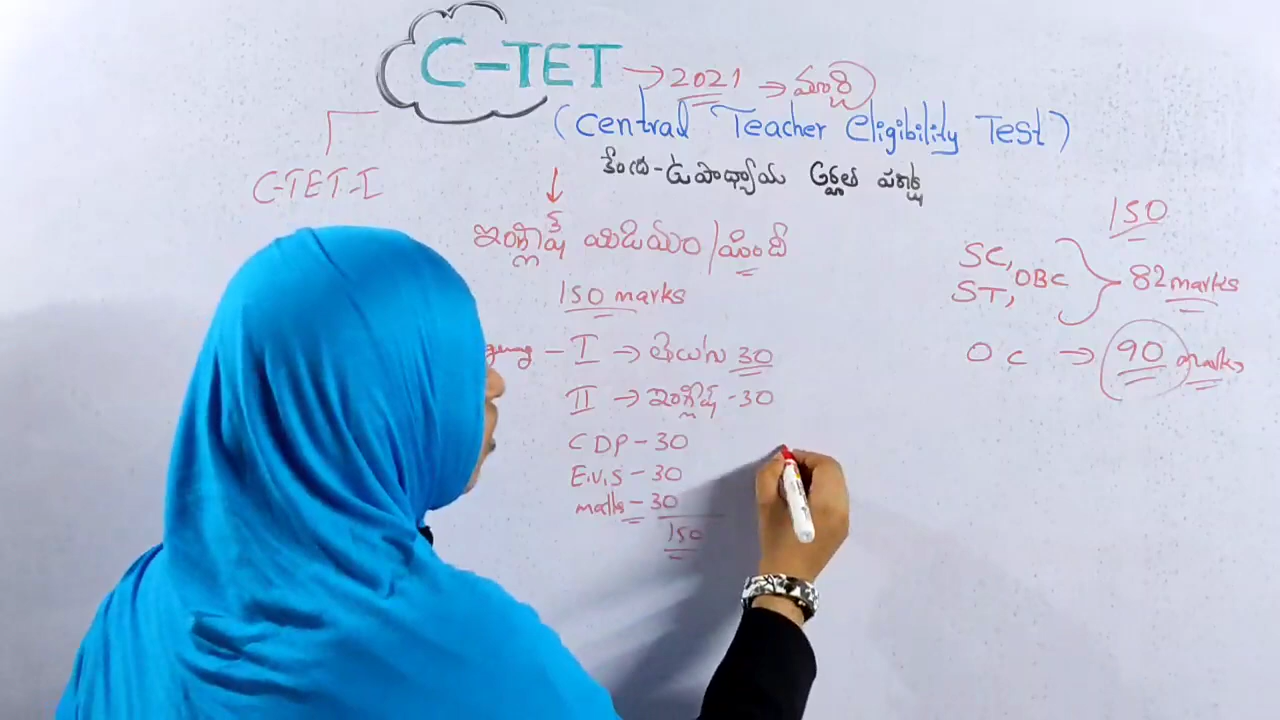 C-TET → 2021 → మార్చి
(Central Teacher Eligibility Test)
కేంద్ర-ఉపాధ్యాయ అర్హత పరీక్ష
C-TET-I
ఇంగ్లీష్ మిడియం/హిందీ
150 marks
I → తెలుగు 30
II → ఇంగ్లీష్ - 30
CDP - 30
E.V.S - 30
maths - 30
150
150
SC, ST, OBC } 82 marks
OC → 90 marks